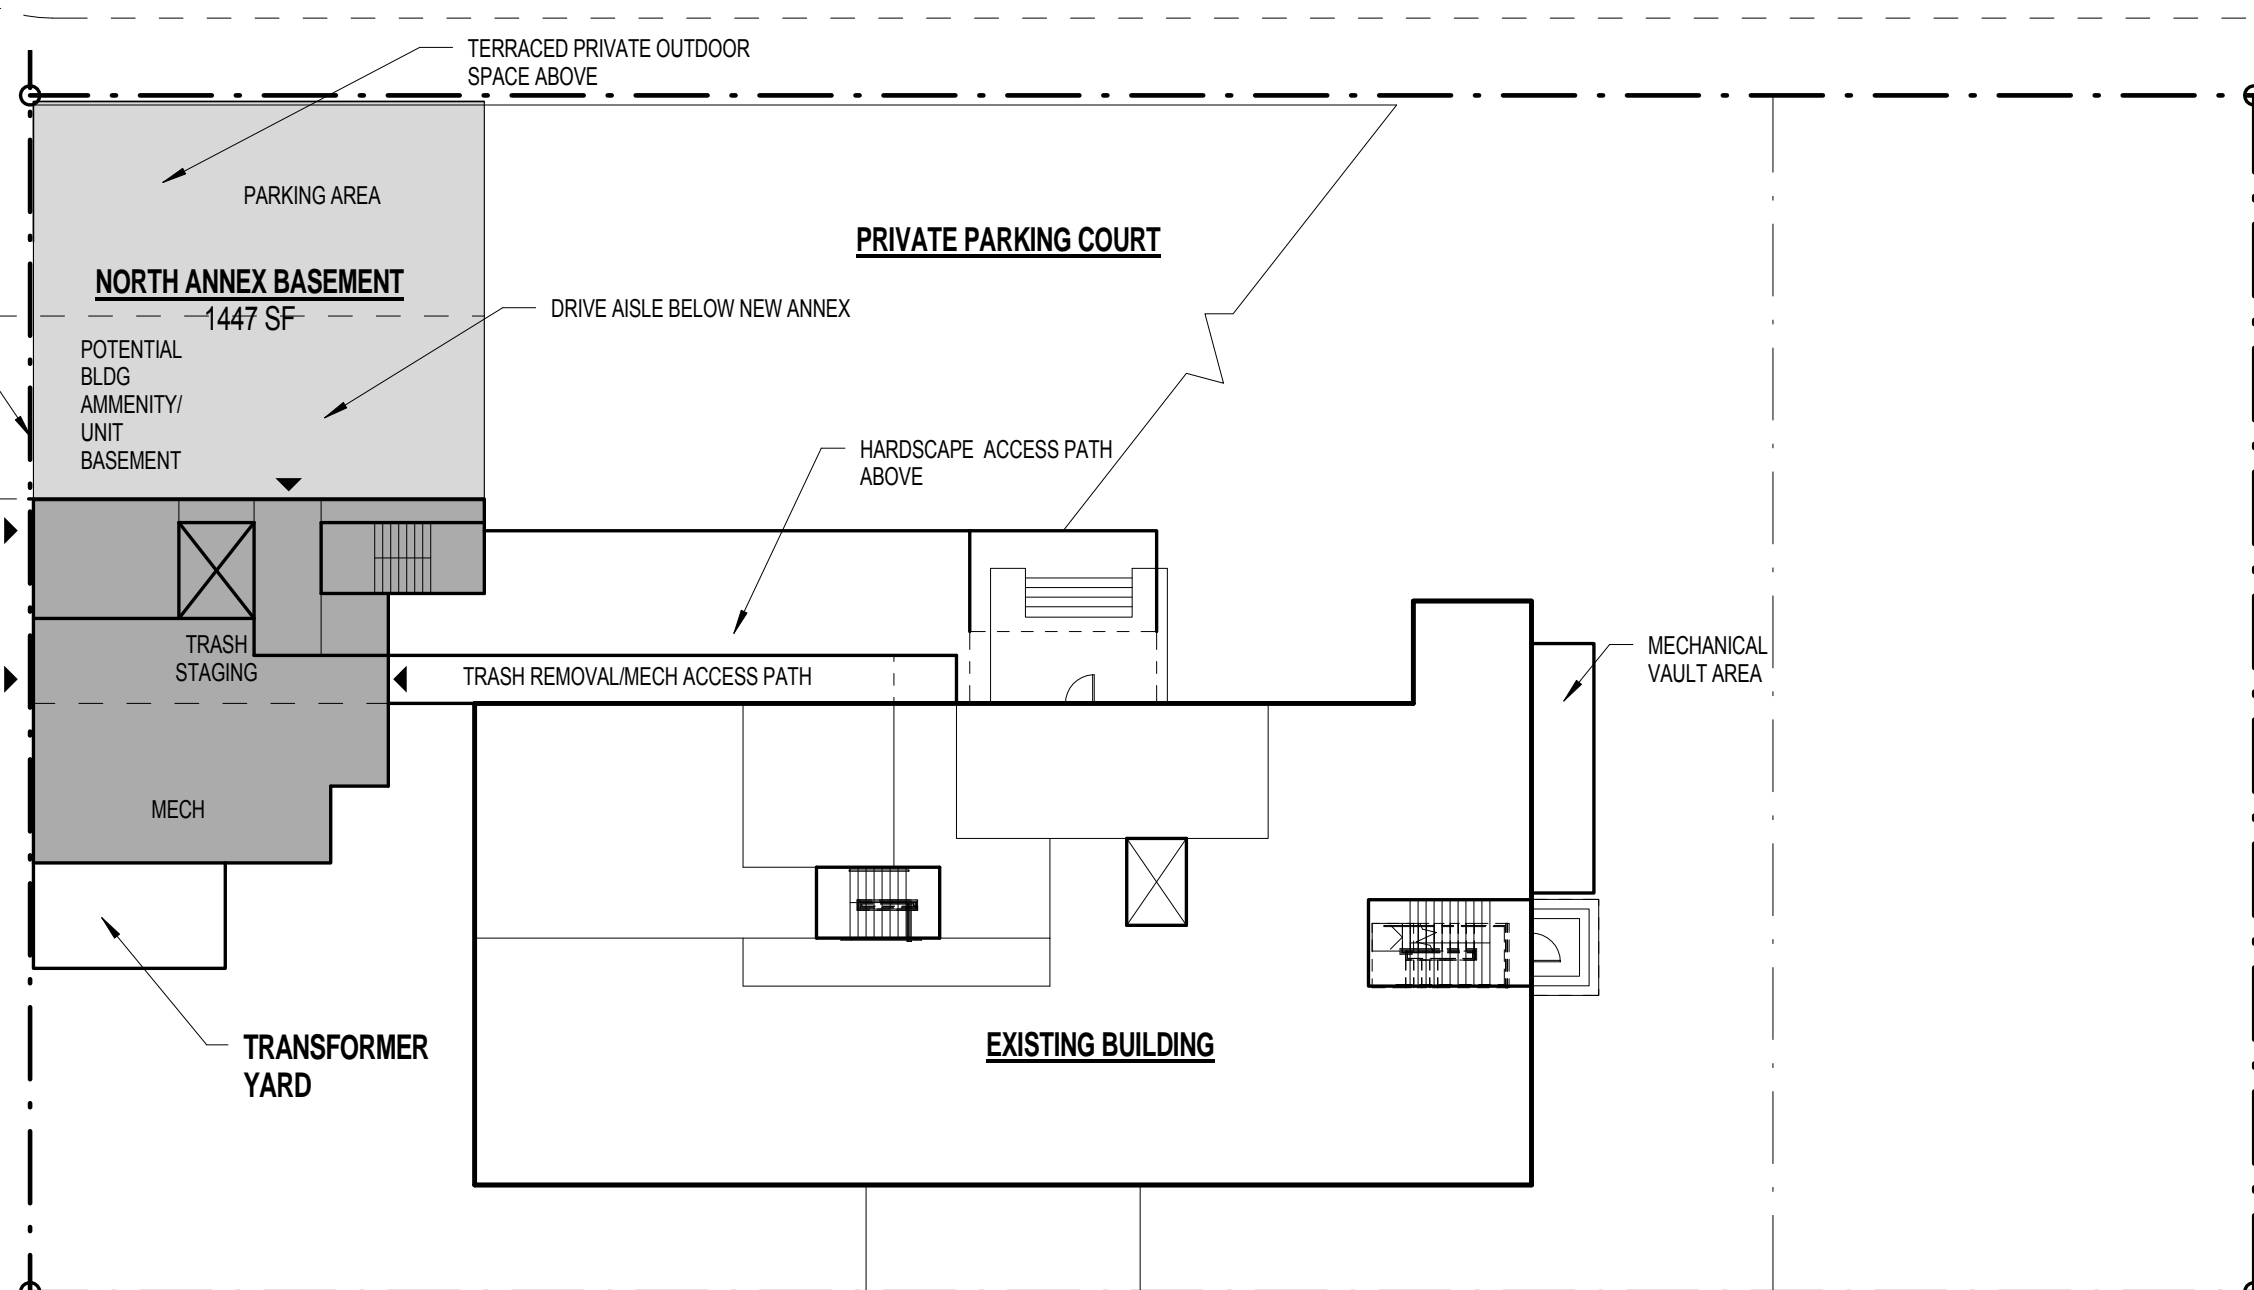 TERRACED PRIVATE OUTDOOR
SPACE ABOVE
PARKING AREA
PRIVATE PARKING COURT
NORTH ANNEX BASEMENT
1447 SF
DRIVE AISLE BELOW NEW ANNEX
POTENTIAL
BLDG
AMMENITY/
UNIT
BASEMENT
HARDSCAPE ACCESS PATH
ABOVE
TRASH
STAGING
TRASH REMOVAL/MECH ACCESS PATH
MECHANICAL
VAULT AREA
MECH
EXISTING BUILDING
TRANSFORMER
YARD